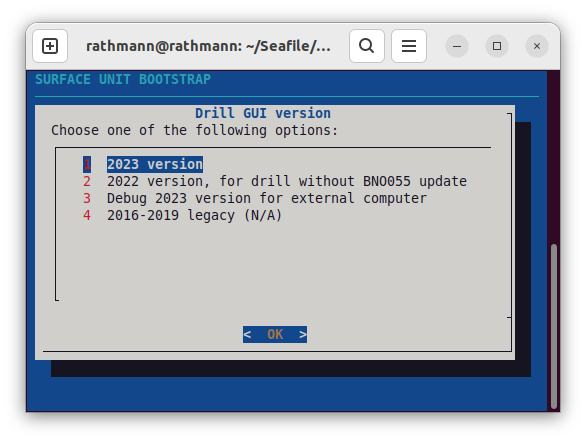 rathmann@rathmann: ~/Seafile/...
SURFACE UNIT BOOTSTRAP
Drill GUI version
Choose one of the following options:
1 2023 version
2 2022 version, for drill without BNO055 update
3 Debug 2023 version for external computer
4 2016-2019 legacy (N/A)
< OK >